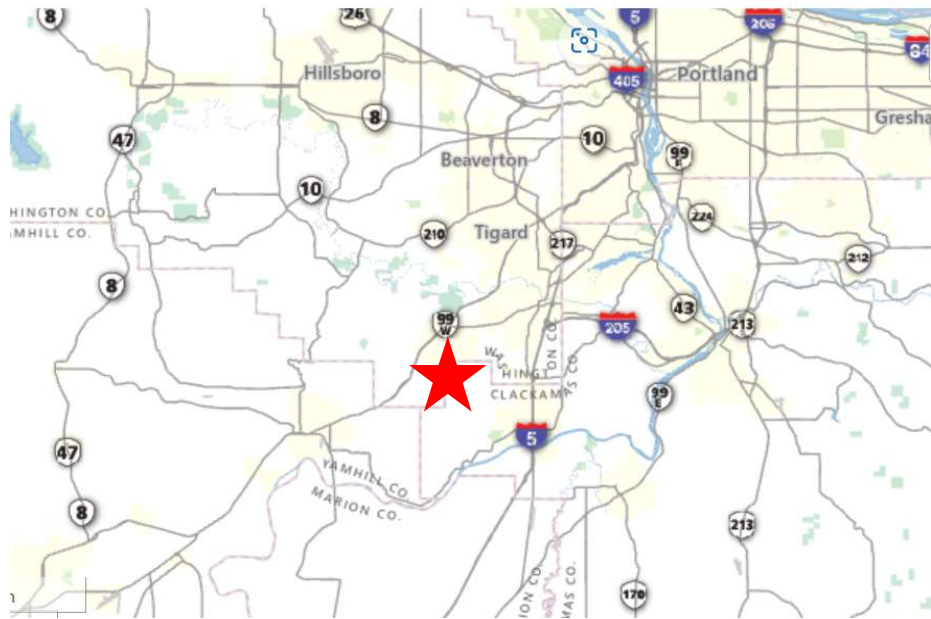 8
26
5
205
84
Hillsboro
405
Portland
8
Gresha
47
10
Beaverton
99
E
10
HINGTON CO.
AMHILL CO.
210
Tigard
217
224
212
8
99
W
205
43
213
WAS
HINGT
ON CO.
CLACKAM
AS CO.
99
E
5
47
YAMHILL CO.
MARION CO.
8
213
ION CO.
MAS CO.
170
n